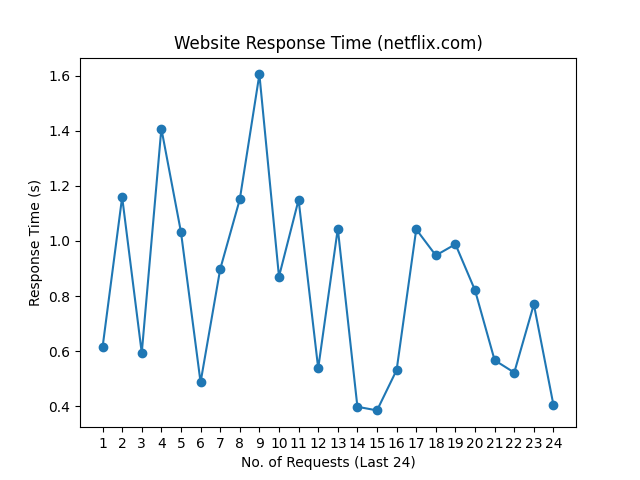 Website Response Time (netflix.com)
Response Time (s)
1.6
1.4
1.2
1.0
0.8
0.6
0.4
1 2 3 4 5 6 7 8 9 10 11 12 13 14 15 16 17 18 19 20 21 22 23 24
No. of Requests (Last 24)